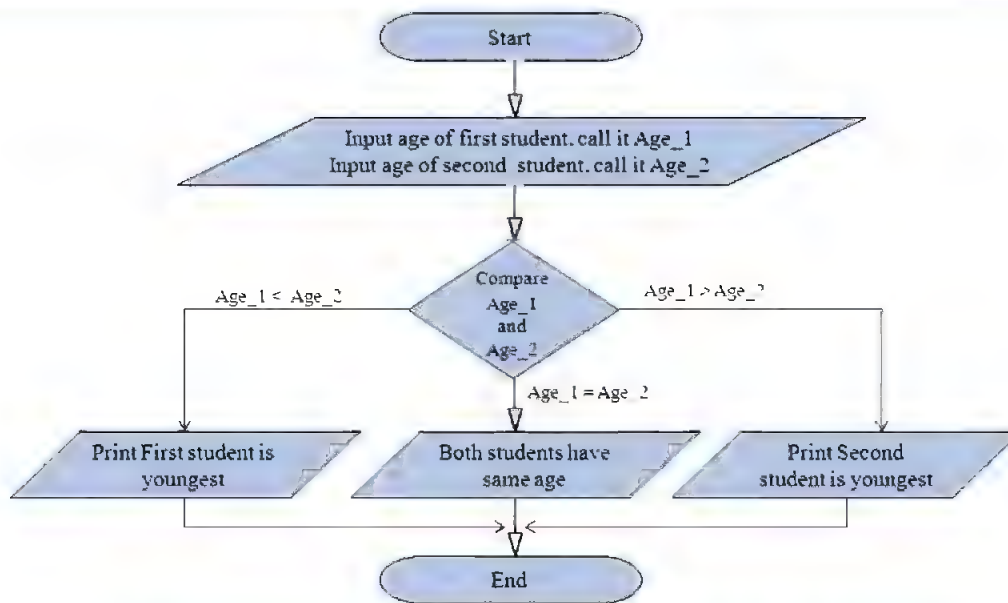 Start
Input age of first student. call it Age_1
Input age of second student. call it Age_2
Compare
Age_1
and
Age_2
Age_1 < Age_2
Age_1 > Age_2
Age_1 = Age_2
Print First student is
youngest
Both students have
same age
Print Second
student is youngest
End